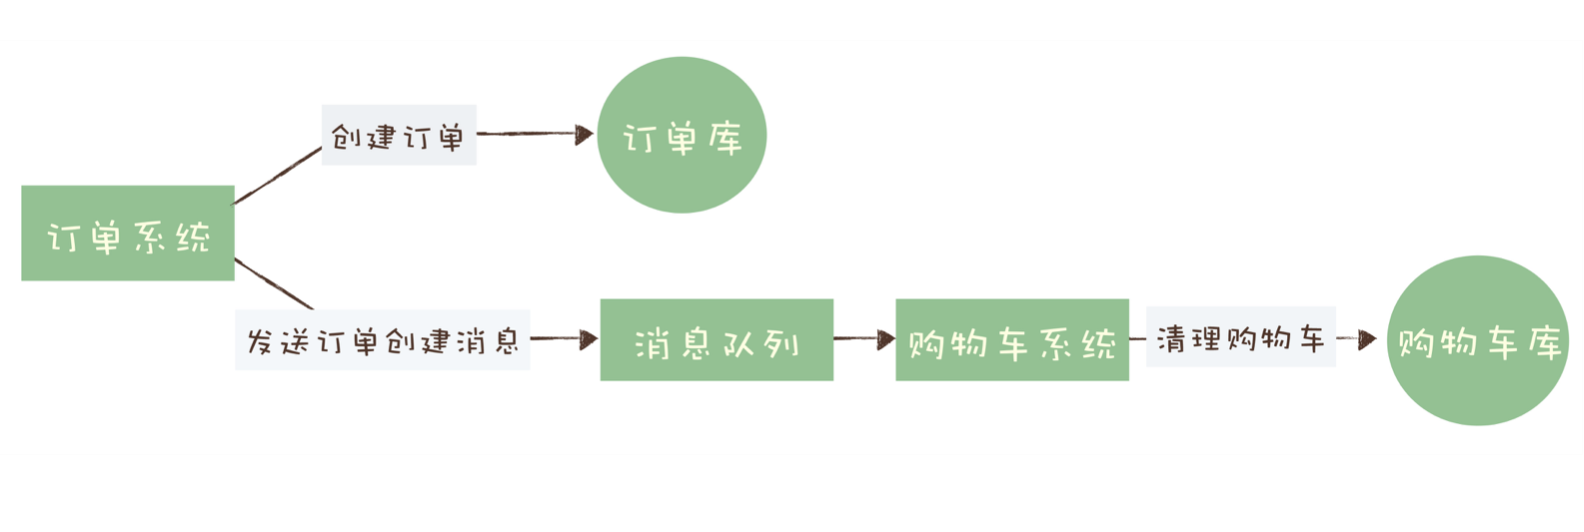 创建订单
订单库
订单系统
发送订单创建消息
消息队列
购物车系统
清理购物车
购物车库